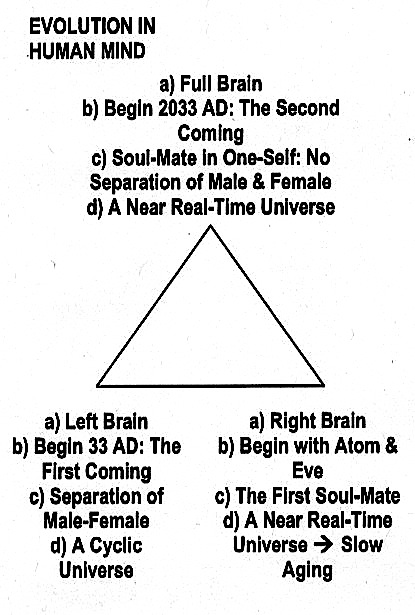 EVOLUTION IN
HUMAN MIND
a) Full Brain
b) Begin 2033 AD: The Second
Coming
c) Soul-Mate in One-Self: No
Separation of Male & Female
d) A Near Real-Time Universe
a) Left Brain
b) Begin 33 AD: The
First Coming
c) Separation of
Male-Female
d) A Cyclic
Universe
a) Right Brain
b) Begin with Atom &
Eve
c) The First Soul-Mate
d) A Near Real-Time
Universe → Slow
Aging